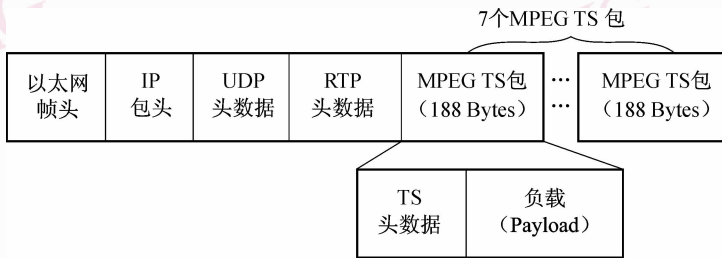 7个MPEG TS 包
以太网
帧头
IP
包头
UDP
头数据
RTP
头数据
MPEG TS包
（188 Bytes）
…
…
MPEG TS包
（188 Bytes）
TS
头数据
负载
（Payload）